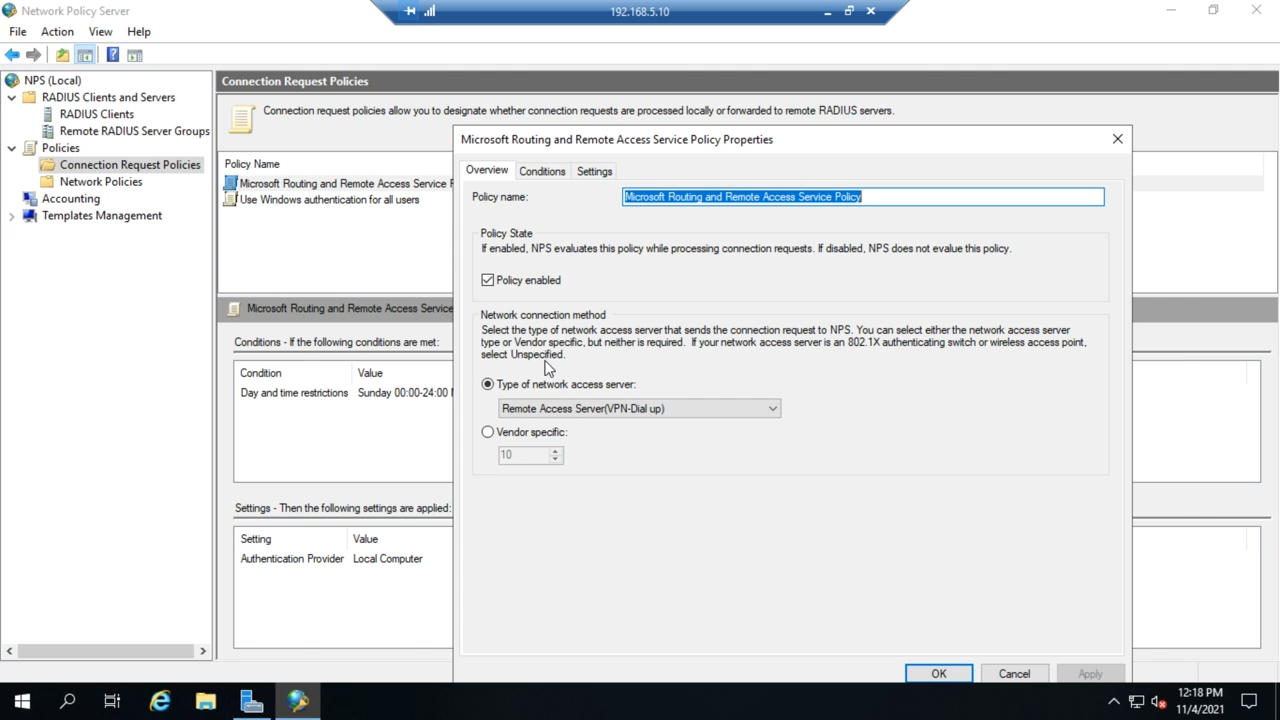 Network Policy Server
192.168.5.10
File Action View Help
NPS (Local)
RADIUS Clients and Servers
RADIUS Clients
Remote RADIUS Server Groups
Policies
Connection Request Policies
Network Policies
Accounting
Templates Management
Connection Request Policies
Connection request policies allow you to designate whether connection requests are processed locally or forwarded to remote RADIUS servers.
Policy Name
Microsoft Routing and Remote Access Service P
Use Windows authentication for all users
Microsoft Routing and Remote Access Service
Conditions - If the following conditions are met:
Condition Value
Day and time restrictions Sunday 00:00-24:00
Settings - Then the following settings are applied:
Setting Value
Authentication Provider Local Computer
Microsoft Routing and Remote Access Service Policy Properties
Overview Conditions Settings
Policy name: Microsoft Routing and Remote Access Service Policy
Policy State
If enabled, NPS evaluates this policy while processing connection requests. If disabled, NPS does not evalue this policy.
Policy enabled
Network connection method
Select the type of network access server that sends the connection request to NPS. You can select either the network access server
type or Vendor specific, but neither is required. If your network access server is an 802.1X authenticating switch or wireless access point,
select Unspecified.
Type of network access server:
Remote Access Server(VPN-Dial up)
Vendor specific:
10
OK Cancel Apply
12:18 PM
11/4/2021